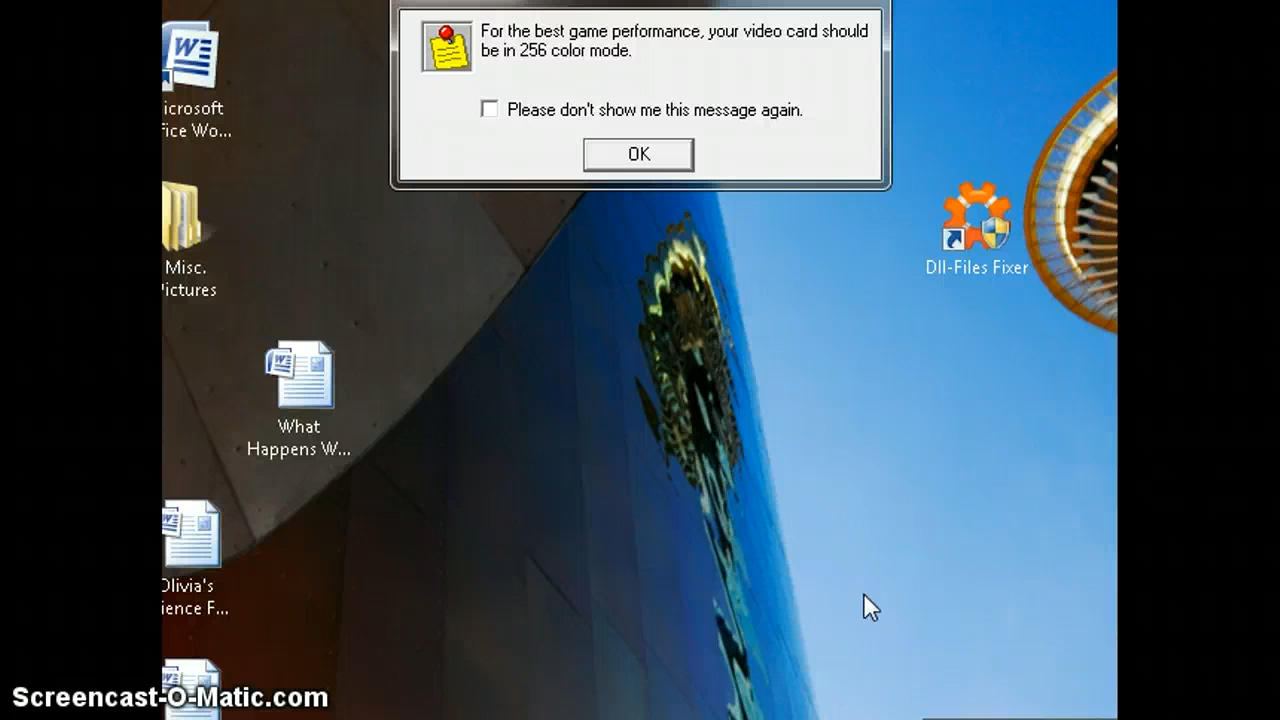 For the best game performance, your video card should
be in 256 color mode.
Please don't show me this message again.
OK
icrosoft
fice Wo...
Misc.
Pictures
What
Happens W...
Olivia's
ience F...
Dll-Files Fixer
Screencast-O-Matic.com